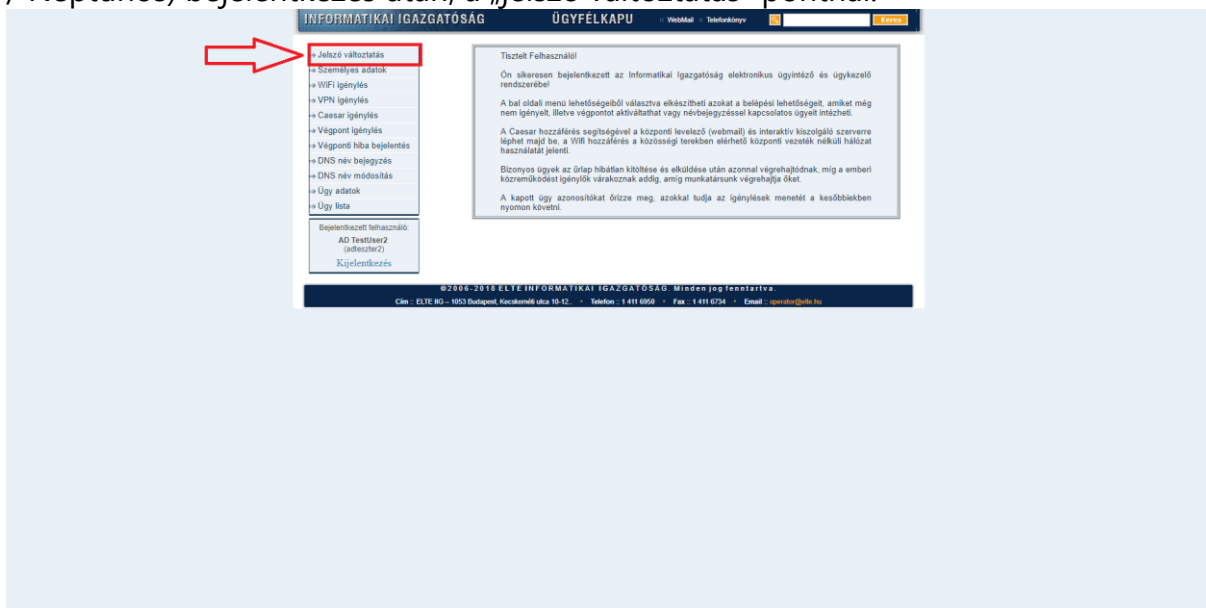 / Neptunos) bejelentkezés után, a „Jelszó változtatás" pontnál:
INFORMATIKAI IGAZGATÓSÁG ÜGYFÉLKAPU :: WebMail :: Telefonkönyv Keres
Jelszó változtatás
Személyes adatok
WiFi igénylés
VPN igénylés
Caesar igénylés
Végpont igénylés
Végponti hiba bejelentés
DNS név bejegyzés
DNS név módosítás
Ügy adatok
Ügy lista
Bejelentkezett felhasználó:
AD TestUser2
(adteszter2)
Kijelentkezés
Tisztelt Felhasználó!
Ön sikeresen bejelentkezett az Informatikai Igazgatóság elektronikus ügyintéző és ügykezelő
rendszerébe!
A bal oldali menü lehetőségeiből választva elkészítheti azokat a belépési lehetőségeit, amiket még
nem igényelt, illetve végpontot aktiváltathat vagy névbejegyzéssel kapcsolatos ügyeit intézheti.
A Caesar hozzáférés segítségével a központi levelező (webmail) és interaktív kiszolgáló szerverre
léphet majd be, a Wifi hozzáférés a közösségi terekben elérhető központi vezeték nélküli hálózat
használatát jelenti.
Bizonyos ügyek az űrlap hibátlan kitöltése és elküldése után azonnal végrehajtódnak, míg a emberi
közreműködést igénylők várakoznak addig, amíg munkatársunk végrehajtja őket.
A kapott ügy azonosítókat őrizze meg, azokkal tudja az igénylések menetét a későbbiekben
nyomon követni.
©2006-2018 ELTE INFORMATIKAI IGAZGATÓSÁG. Minden jog fenntartva.
Cím :: ELTE IIG – 1053 Budapest, Kecskeméti utca 10-12.. • Telefon :: 1 411 6950 • Fax :: 1 411 6734 • Email :: operator@elte.hu